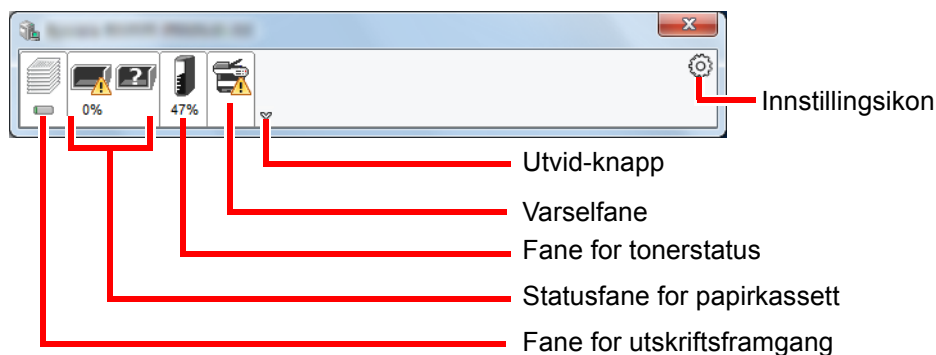 0%
47%
Innstillingsikon
Utvid-knapp
Varselfane
Fane for tonerstatus
Statusfane for papirkassett
Fane for utskriftsframgang